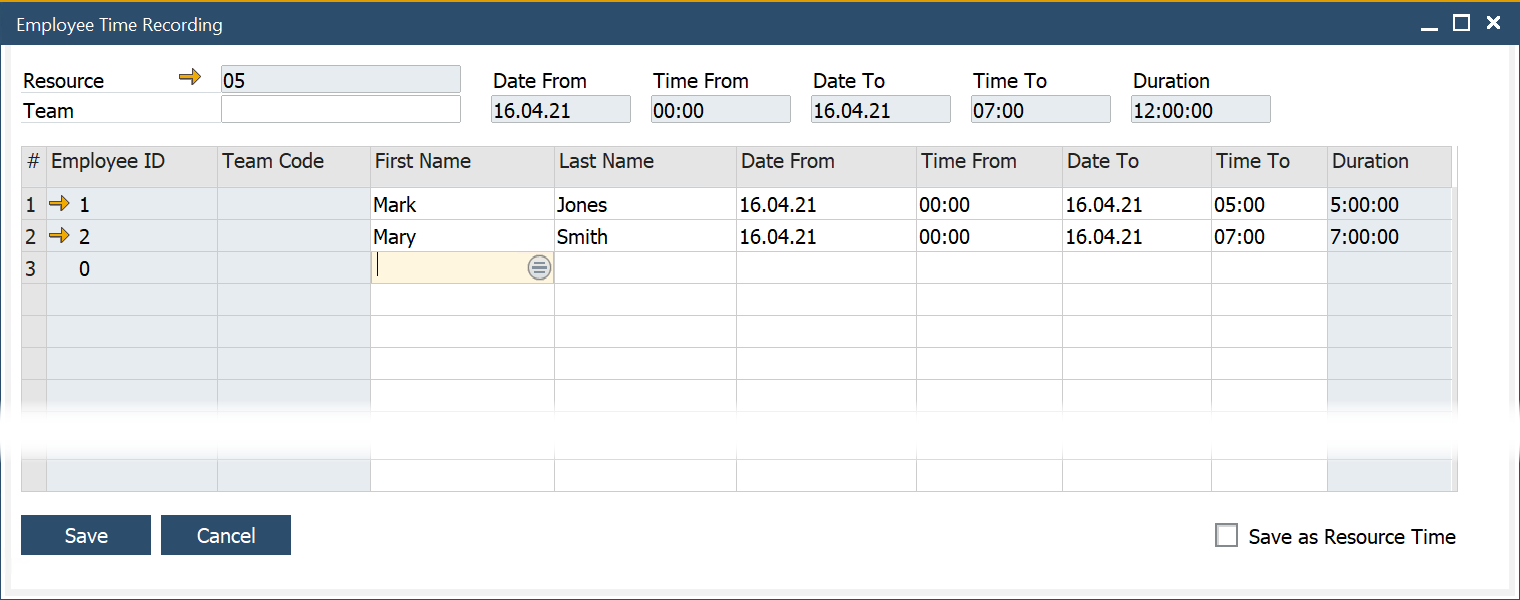 Employee Time Recording
Resource 05 Date From Time From Date To Time To Duration
Team 16.04.21 00:00 16.04.21 07:00 12:00:00
# Employee ID Team Code First Name Last Name Date From Time From Date To Time To Duration
1 1 Mark Jones 16.04.21 00:00 16.04.21 05:00 5:00:00
2 2 Mary Smith 16.04.21 00:00 16.04.21 07:00 7:00:00
3 0
Save Cancel Save as Resource Time